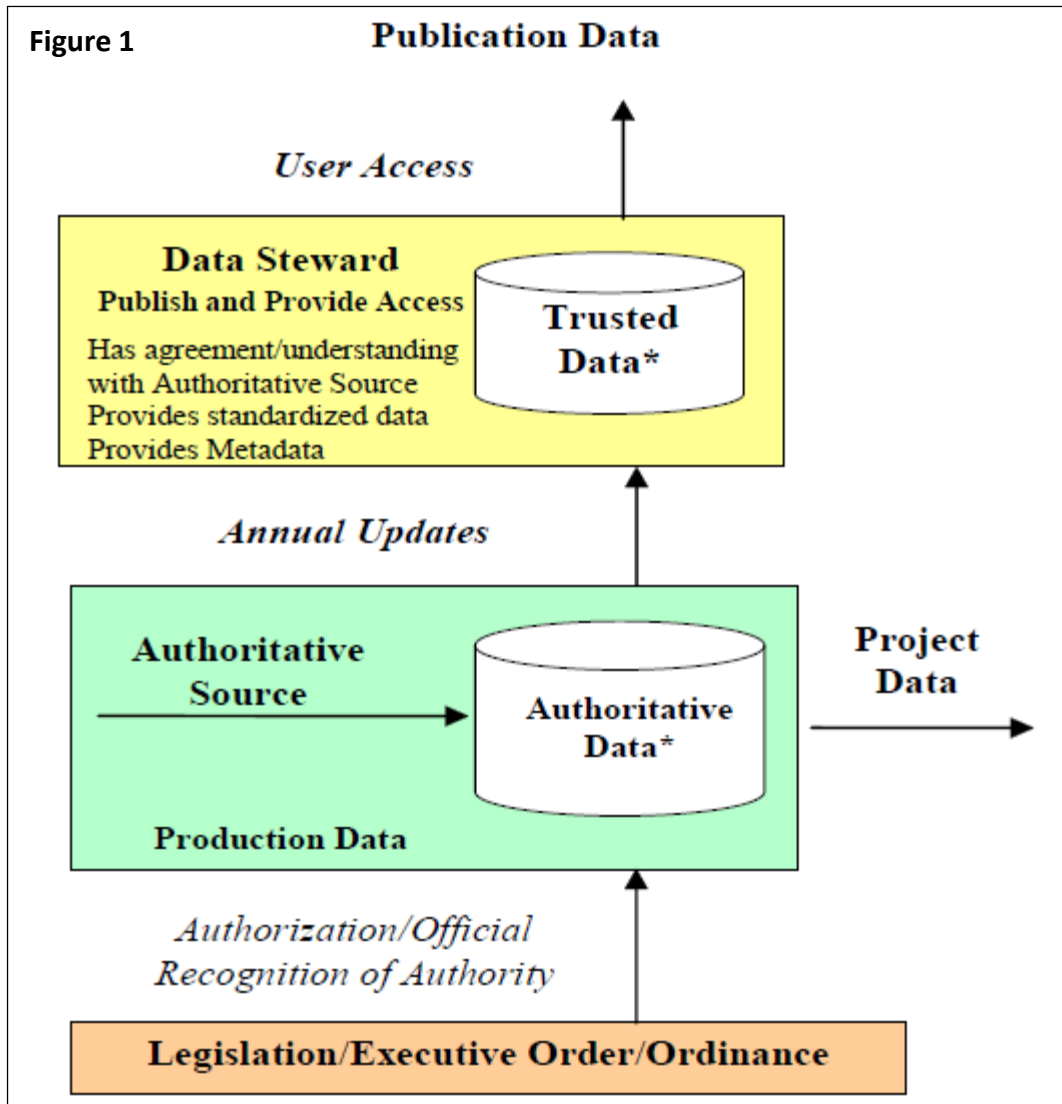 Figure 1
Publication Data
User Access
Data Steward
Publish and Provide Access
Has agreement/understanding
with Authoritative Source
Provides standardized data
Provides Metadata
Trusted
Data*
Annual Updates
Authoritative
Source
Authoritative
Data*
Production Data
Project
Data
Authorization/Official
Recognition of Authority
Legislation/Executive Order/Ordinance